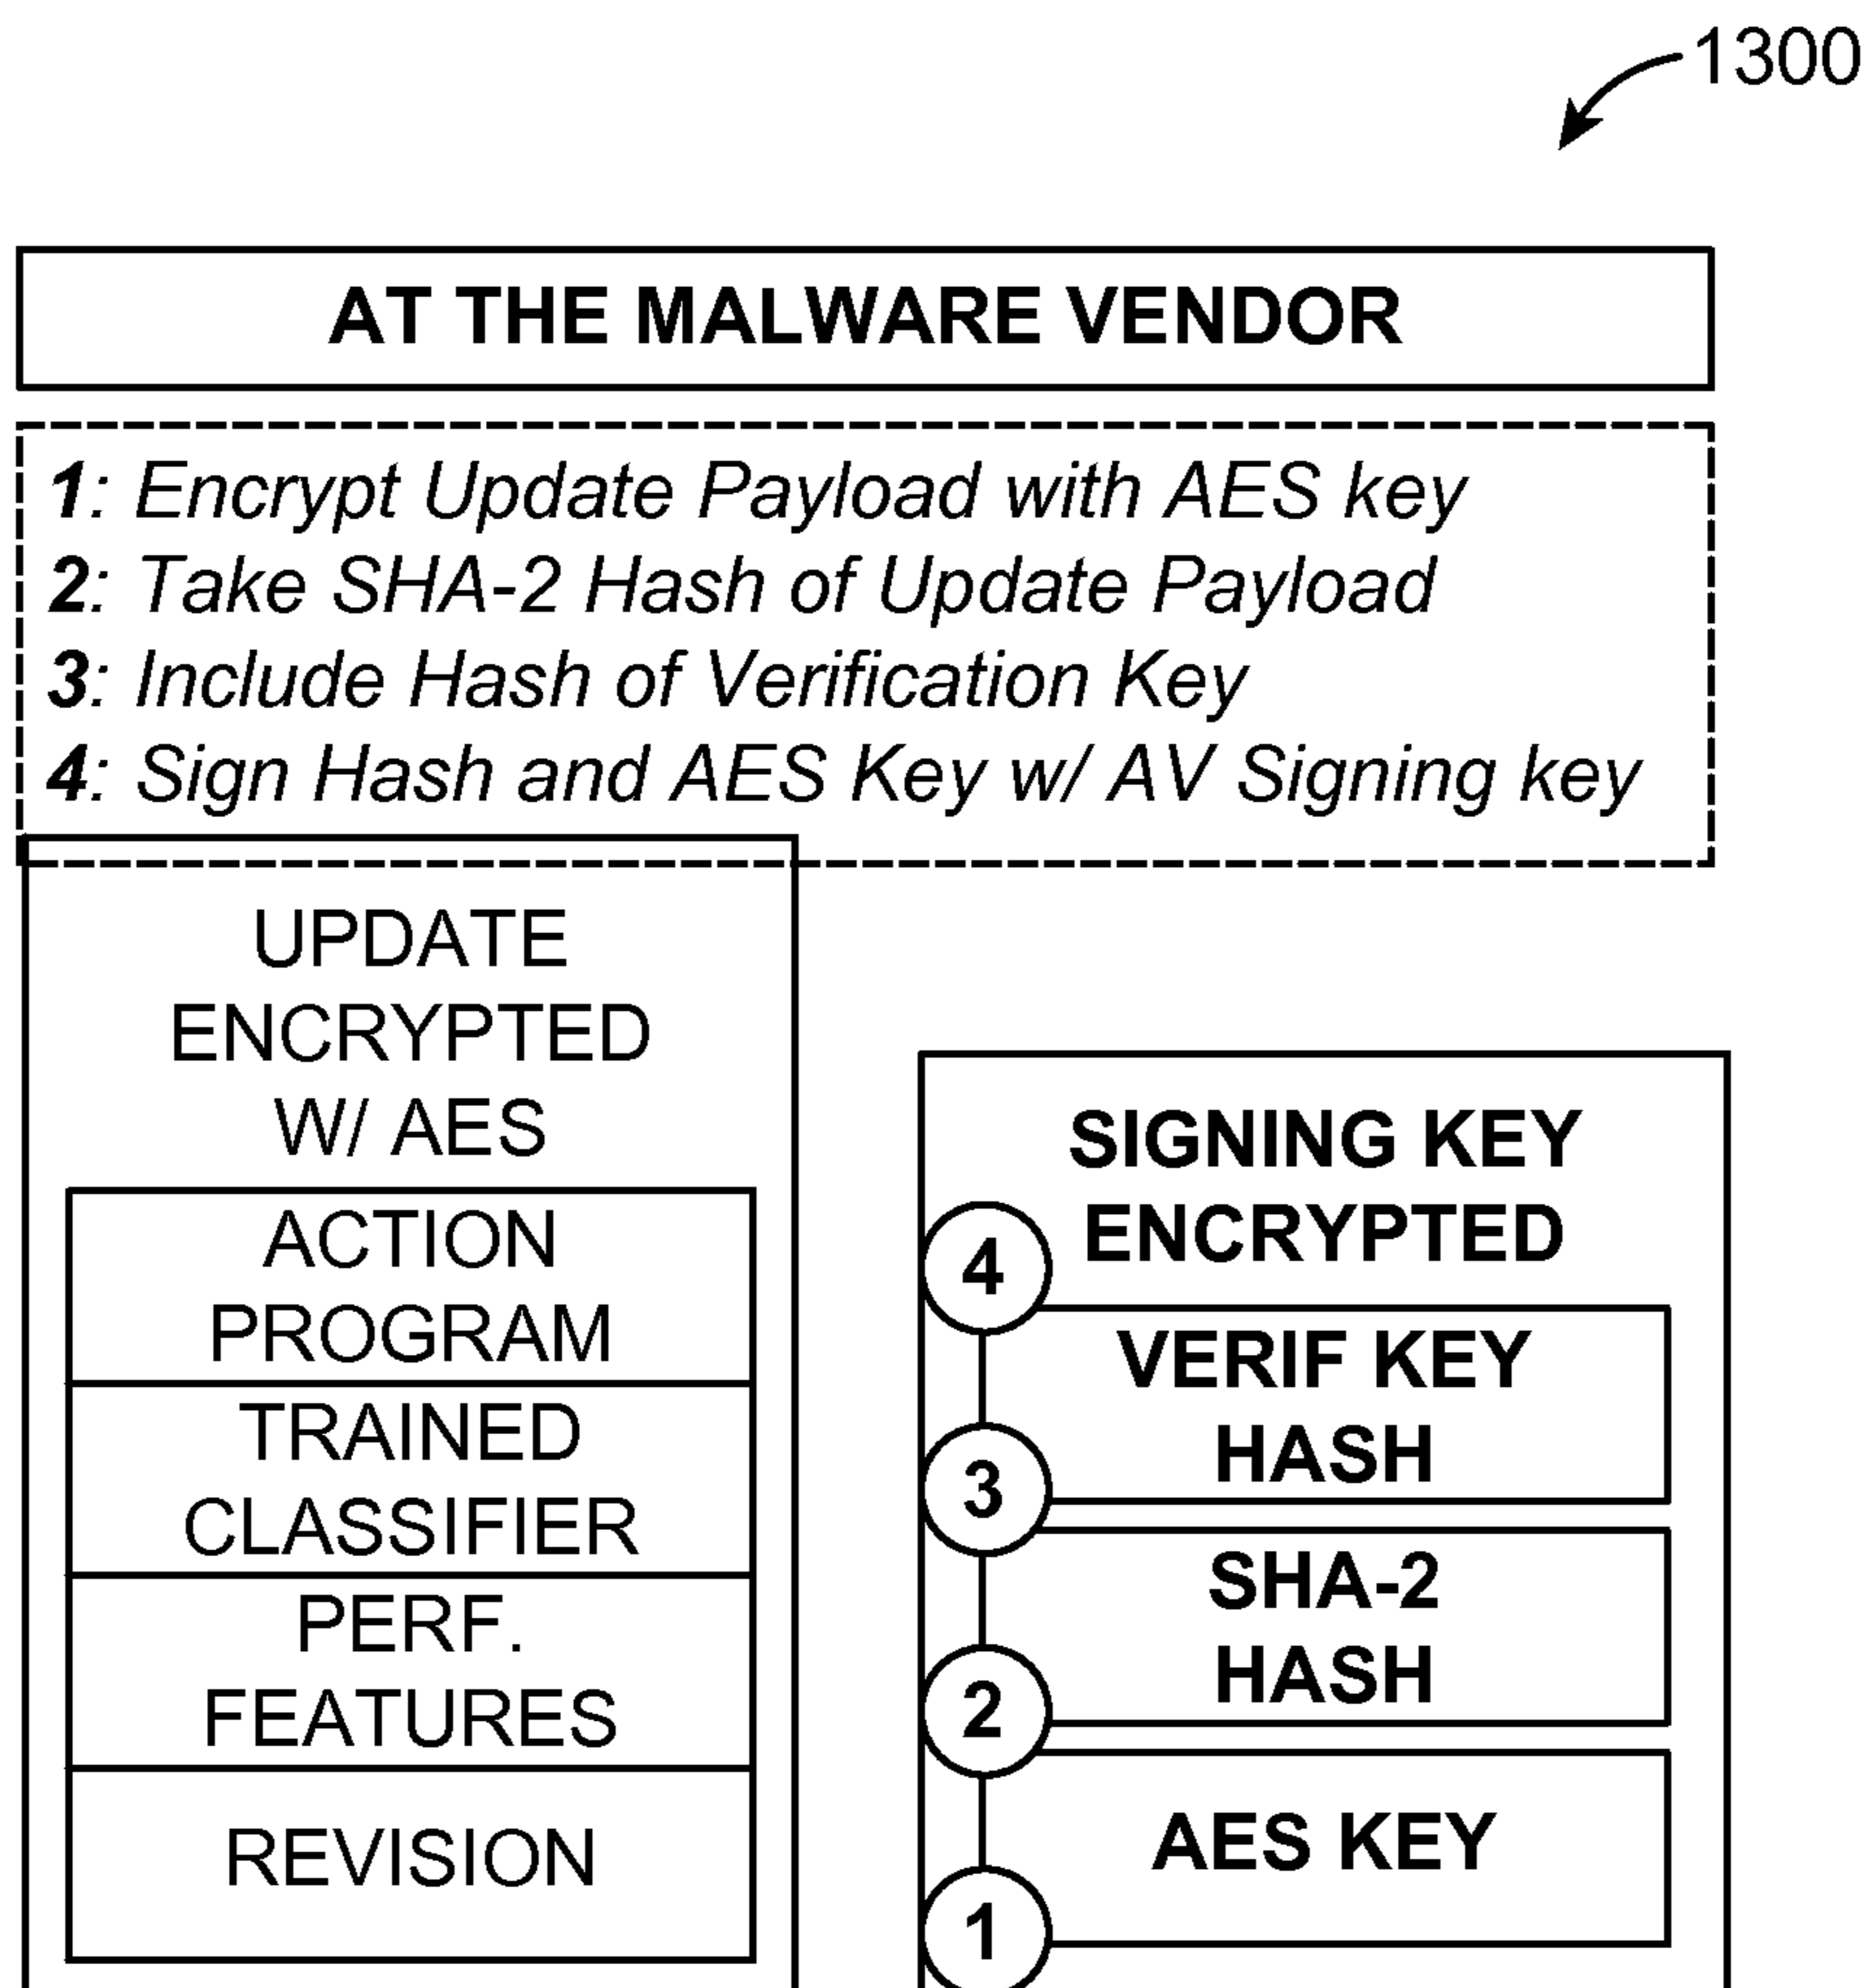 1300
AT THE MALWARE VENDOR
1: Encrypt Update Payload with AES key
2: Take SHA-2 Hash of Update Payload
3: Include Hash of Verification Key
4: Sign Hash and AES Key w/ AV Signing key
UPDATE
ENCRYPTED
W/ AES
ACTION
PROGRAM
TRAINED
CLASSIFIER
PERF.
FEATURES
REVISION
SIGNING KEY
ENCRYPTED
4
VERIF KEY
HASH
3
SHA-2
HASH
2
AES KEY
1